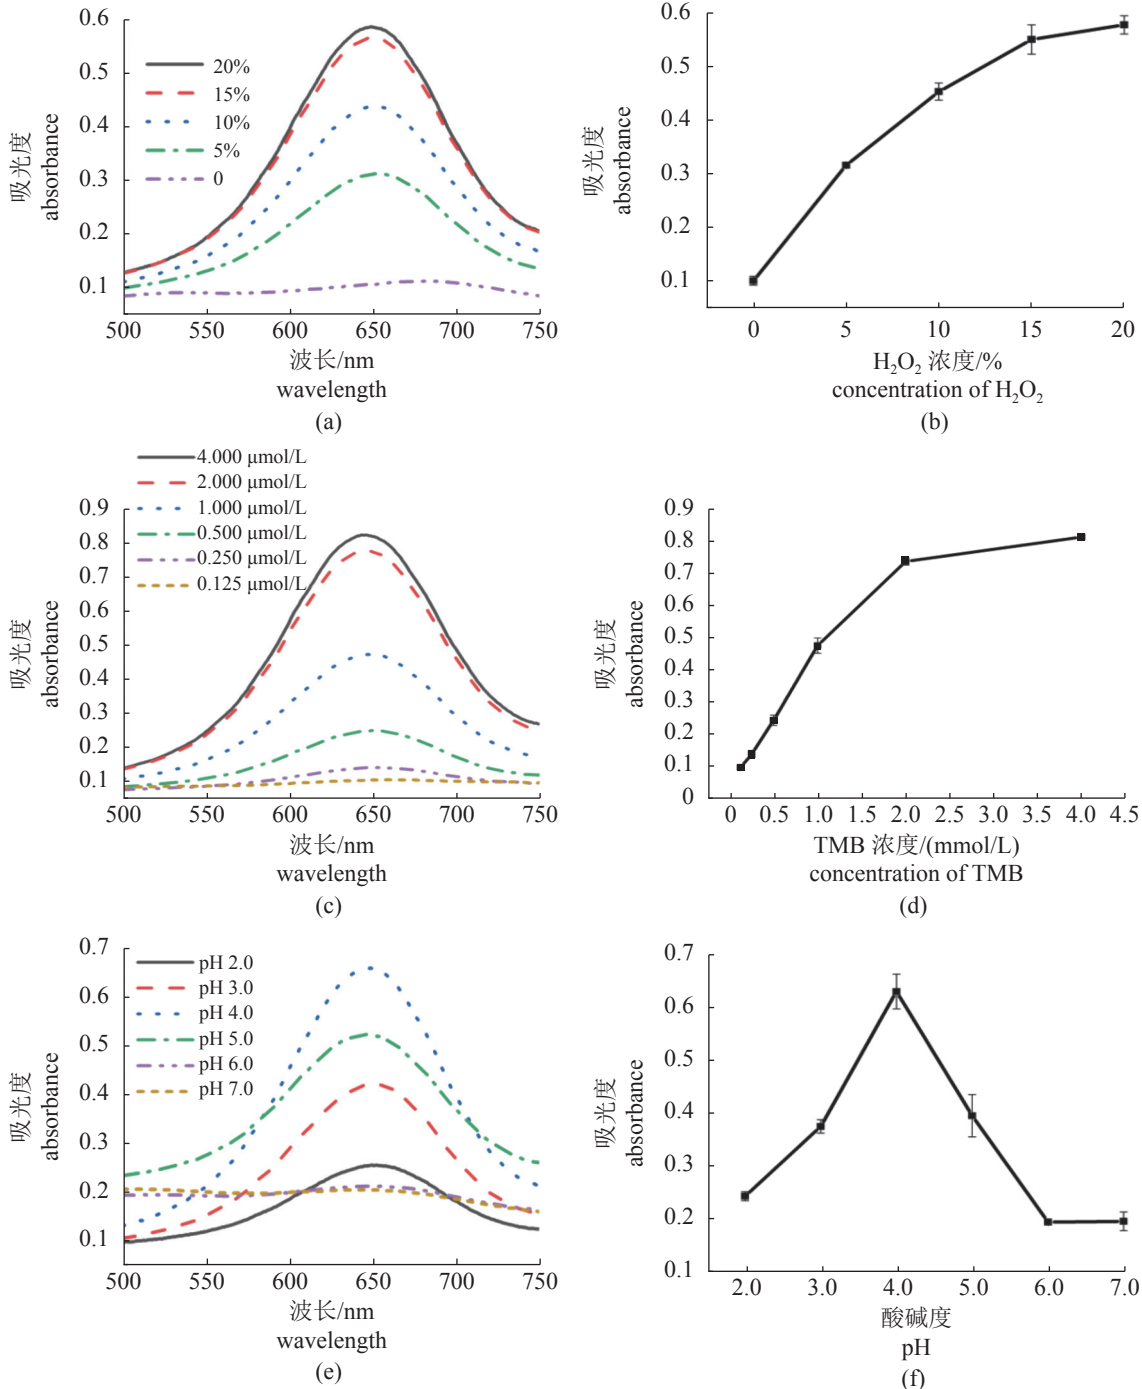 0.6
0.5
0.4
0.3
0.2
0.1
吸光度
absorbance
20%
15%
10%
5%
0
500
550
600
650
700
750
波长/nm
wavelength
(a)
0.6
0.5
0.4
0.3
0.2
0.1
吸光度
absorbance
0
5
10
15
20
H₂O₂ 浓度/%
concentration of H₂O₂
(b)
4.000 μmol/L
2.000 μmol/L
1.000 μmol/L
0.500 μmol/L
0.250 μmol/L
0.125 μmol/L
0.9
0.8
0.7
0.6
0.5
0.4
0.3
0.2
0.1
吸光度
absorbance
500
550
600
650
700
750
波长/nm
wavelength
(c)
0.9
0.8
0.7
0.6
0.5
0.4
0.3
0.2
0.1
0
吸光度
absorbance
0
0.5
1.0
1.5
2.0
2.5
3.0
3.5
4.0
4.5
TMB 浓度/(mmol/L)
concentration of TMB
(d)
0.7
0.6
0.5
0.4
0.3
0.2
0.1
吸光度
absorbance
pH 2.0
pH 3.0
pH 4.0
pH 5.0
pH 6.0
pH 7.0
500
550
600
650
700
750
波长/nm
wavelength
(e)
0.7
0.6
0.5
0.4
0.3
0.2
0.1
吸光度
absorbance
2.0
3.0
4.0
5.0
6.0
7.0
酸碱度
pH
(f)